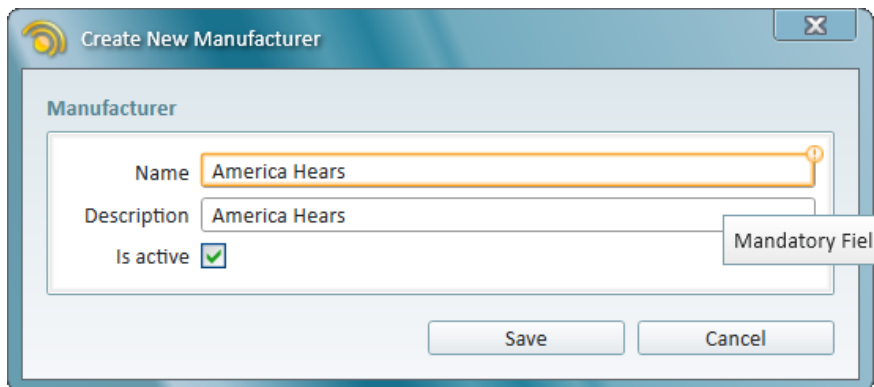 Create New Manufacturer
Manufacturer
Name America Hears
Description America Hears
Mandatory Fiel
Is active
Save Cancel